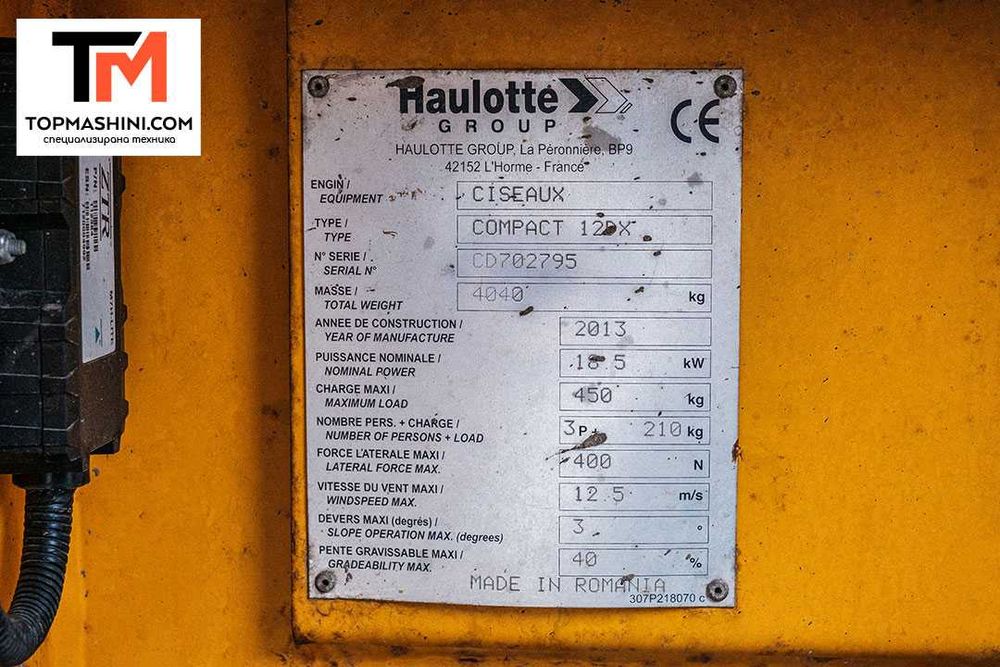 TM
TOPMASHINI.COM
специализирана техника
ZTR
Haulotte
GROUP
CE
HAULOTTE GROUP, La Péronnière, BP9
42152 L'Horme - France
ENGIN / CISEAUX
EQUIPMENT
TYPE / COMPACT 12DX
TYPE
N° SERIE / CD702795
SERIAL N°
MASSE / 4040 kg
TOTAL WEIGHT
ANNEE DE CONSTRUCTION / 2013
YEAR OF MANUFACTURE
PUISSANCE NOMINALE / 18.5 kW
NOMINAL POWER
CHARGE MAXI / 450 kg
MAXIMUM LOAD
NOMBRE PERS. + CHARGE / 3 P + 210 kg
NUMBER OF PERSONS + LOAD
FORCE L'ATERALE MAXI / 400 N
LATERAL FORCE MAX.
VITESSE DU VENT MAXI / 12.5 m/s
WINDSPEED MAX.
DEVERS MAXI (degrés) / 3 °
SLOPE OPERATION MAX. (degrees)
PENTE GRAVISSABLE MAXI / 40 %
GRADEABILITY MAX.
MADE IN ROMANIA
307P218070 c